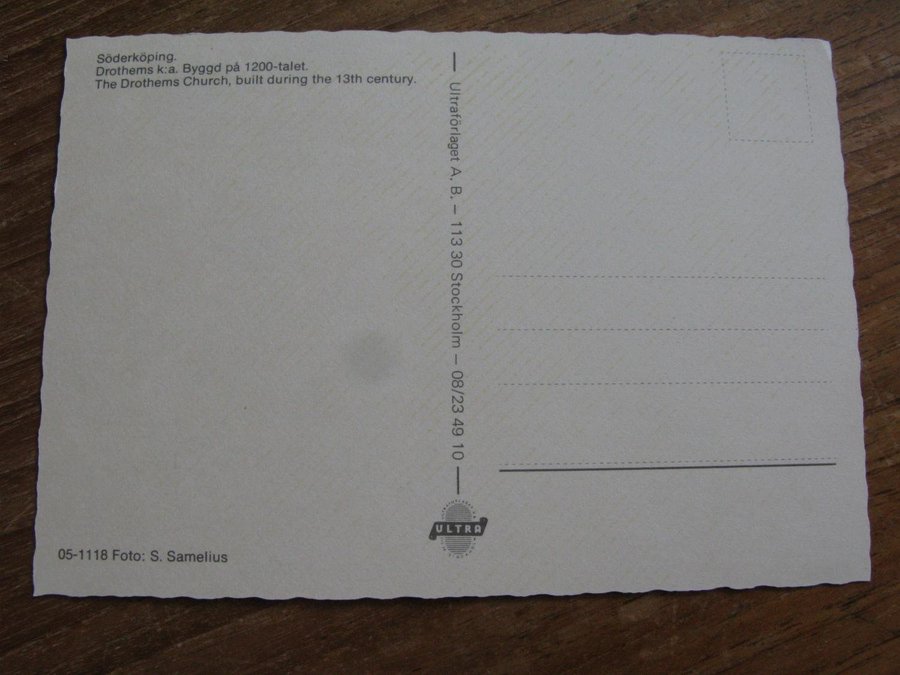 Söderköping.
Drothems k:a. Byggd på 1200-talet.
The Drothems Church, built during the 13th century.
Ultraförlaget A. B. – 113 30 Stockholm – 08/23 49 10
ULTRA
05-1118 Foto: S. Samelius